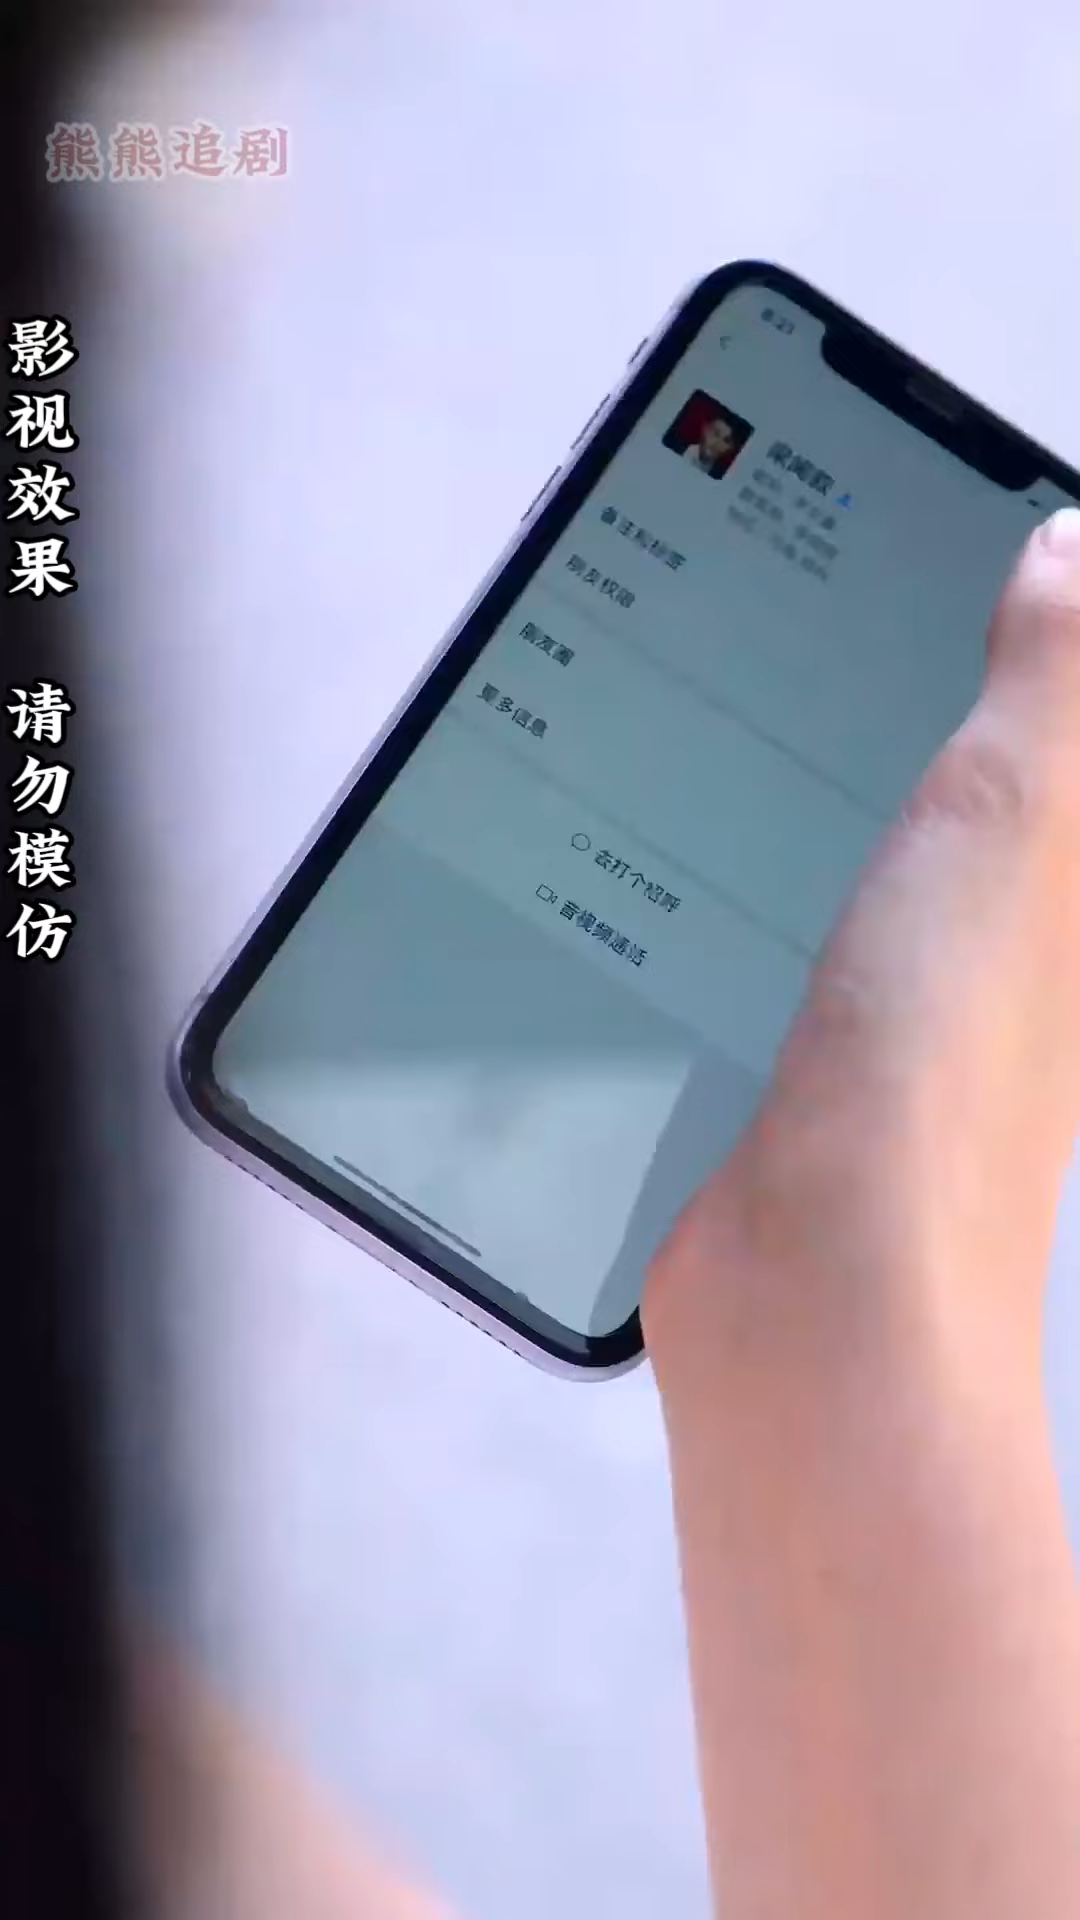 熊熊追剧
影视效果 请勿模仿
8:23
备注和标签
朋友权限
朋友圈
更多信息
去打个招呼
音视频通话